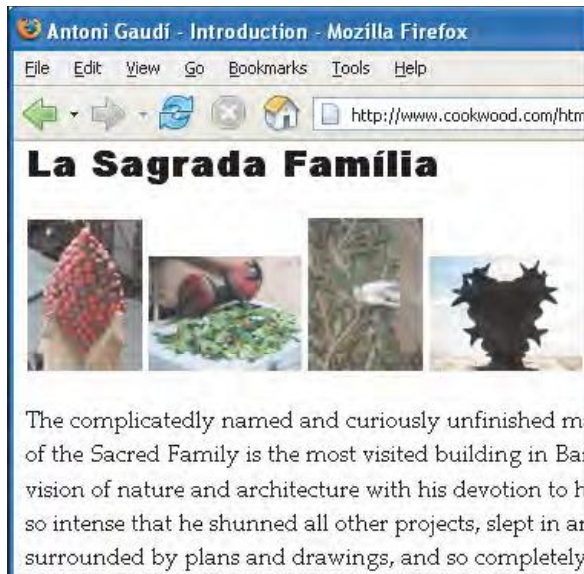 Antoni Gaudí - Introduction - Mozilla Firefox
File Edit View Go Bookmarks Tools Help
http://www.cookwood.com/htm
La Sagrada Família
The complicatedly named and curiously unfinished m
of the Sacred Family is the most visited building in Ba
vision of nature and architecture with his devotion to h
so intense that he shunned all other projects, slept in a
surrounded by plans and drawings, and so completely